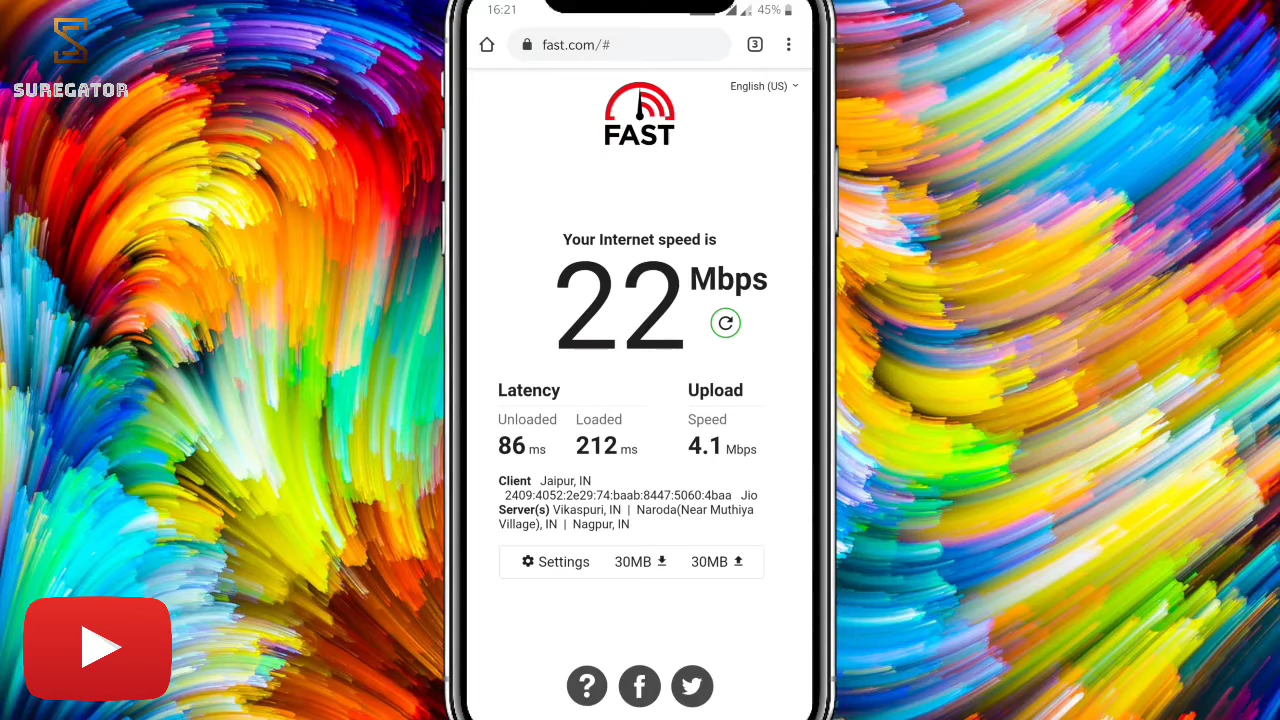 SUREGATOR
16:21
45%
fast.com/#
3
English (US)
FAST
Your Internet speed is
22 Mbps
Latency
Upload
Unloaded
Loaded
Speed
86 ms
212 ms
4.1 Mbps
Client Jaipur, IN
2409:4052:2e29:74:baab:8447:5060:4baa Jio
Server(s) Vikaspuri, IN | Naroda(Near Muthiya
Village), IN | Nagpur, IN
Settings
30MB
30MB
?